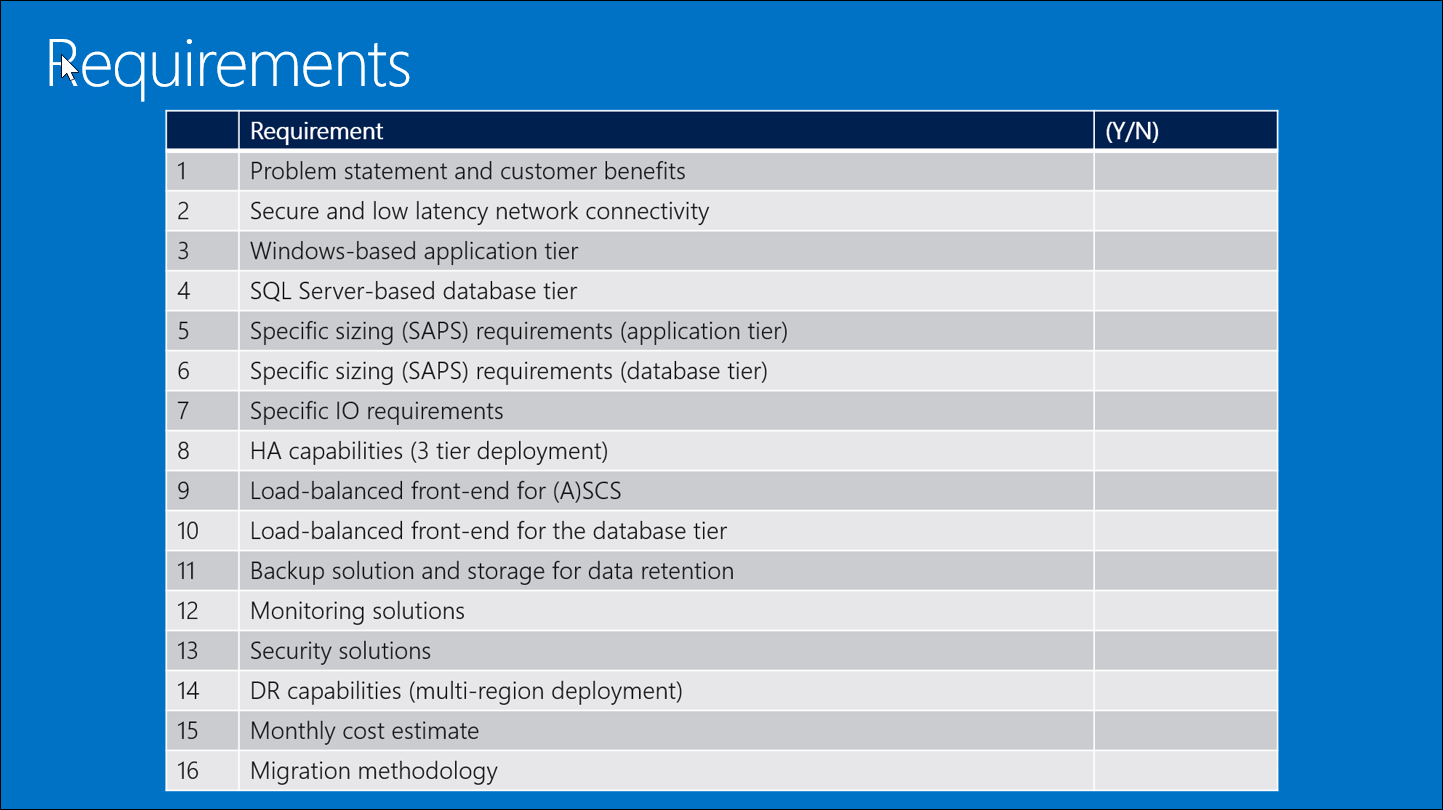 Requirements
Requirement (Y/N)
1 Problem statement and customer benefits
2 Secure and low latency network connectivity
3 Windows-based application tier
4 SQL Server-based database tier
5 Specific sizing (SAPS) requirements (application tier)
6 Specific sizing (SAPS) requirements (database tier)
7 Specific IO requirements
8 HA capabilities (3 tier deployment)
9 Load-balanced front-end for (A)SCS
10 Load-balanced front-end for the database tier
11 Backup solution and storage for data retention
12 Monitoring solutions
13 Security solutions
14 DR capabilities (multi-region deployment)
15 Monthly cost estimate
16 Migration methodology